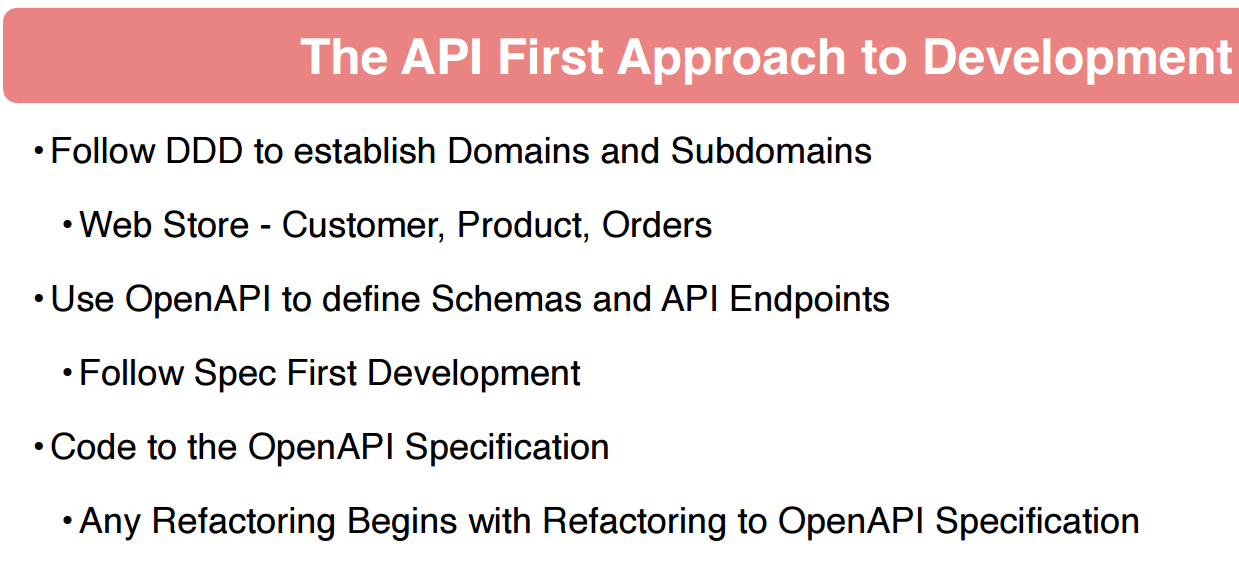 The API First Approach to Development
• Follow DDD to establish Domains and Subdomains
• Web Store - Customer, Product, Orders
• Use OpenAPI to define Schemas and API Endpoints
• Follow Spec First Development
• Code to the OpenAPI Specification
• Any Refactoring Begins with Refactoring to OpenAPI Specification